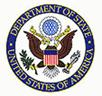 DEPARTMENT OF STATE
UNITED STATES OF AMERICA